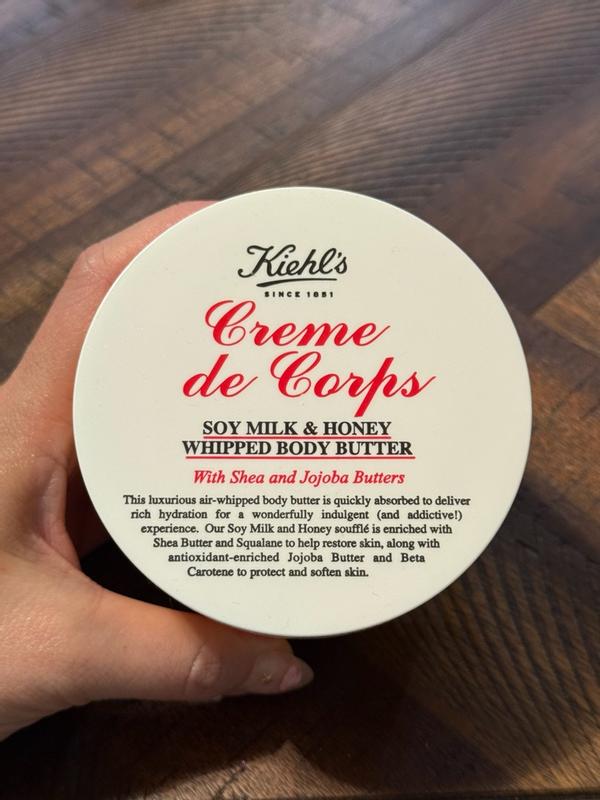 Kiehl's
SINCE 1851
Creme
de Corps
SOY MILK & HONEY
WHIPPED BODY BUTTER
With Shea and Jojoba Butters
This luxurious air-whipped body butter is quickly absorbed to deliver
rich hydration for a wonderfully indulgent (and addictive!)
experience. Our Soy Milk and Honey soufflé is enriched with
Shea Butter and Squalane to help restore skin, along with
antioxidant-enriched Jojoba Butter and Beta
Carotene to protect and soften skin.